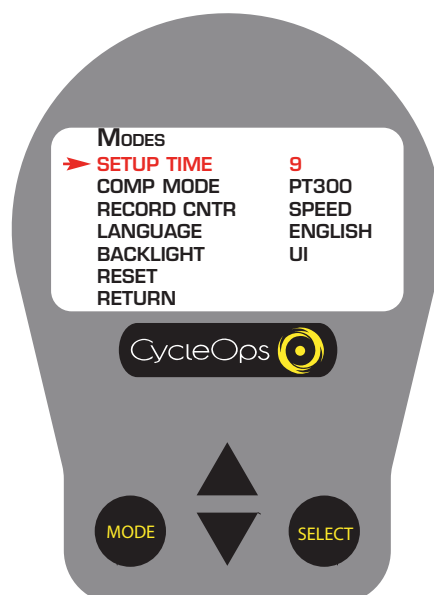 MODES
SETUP TIME 9
COMP MODE PT300
RECORD CNTR SPEED
LANGUAGE ENGLISH
BACKLIGHT UI
RESET
RETURN
CycleOps
MODE SELECT